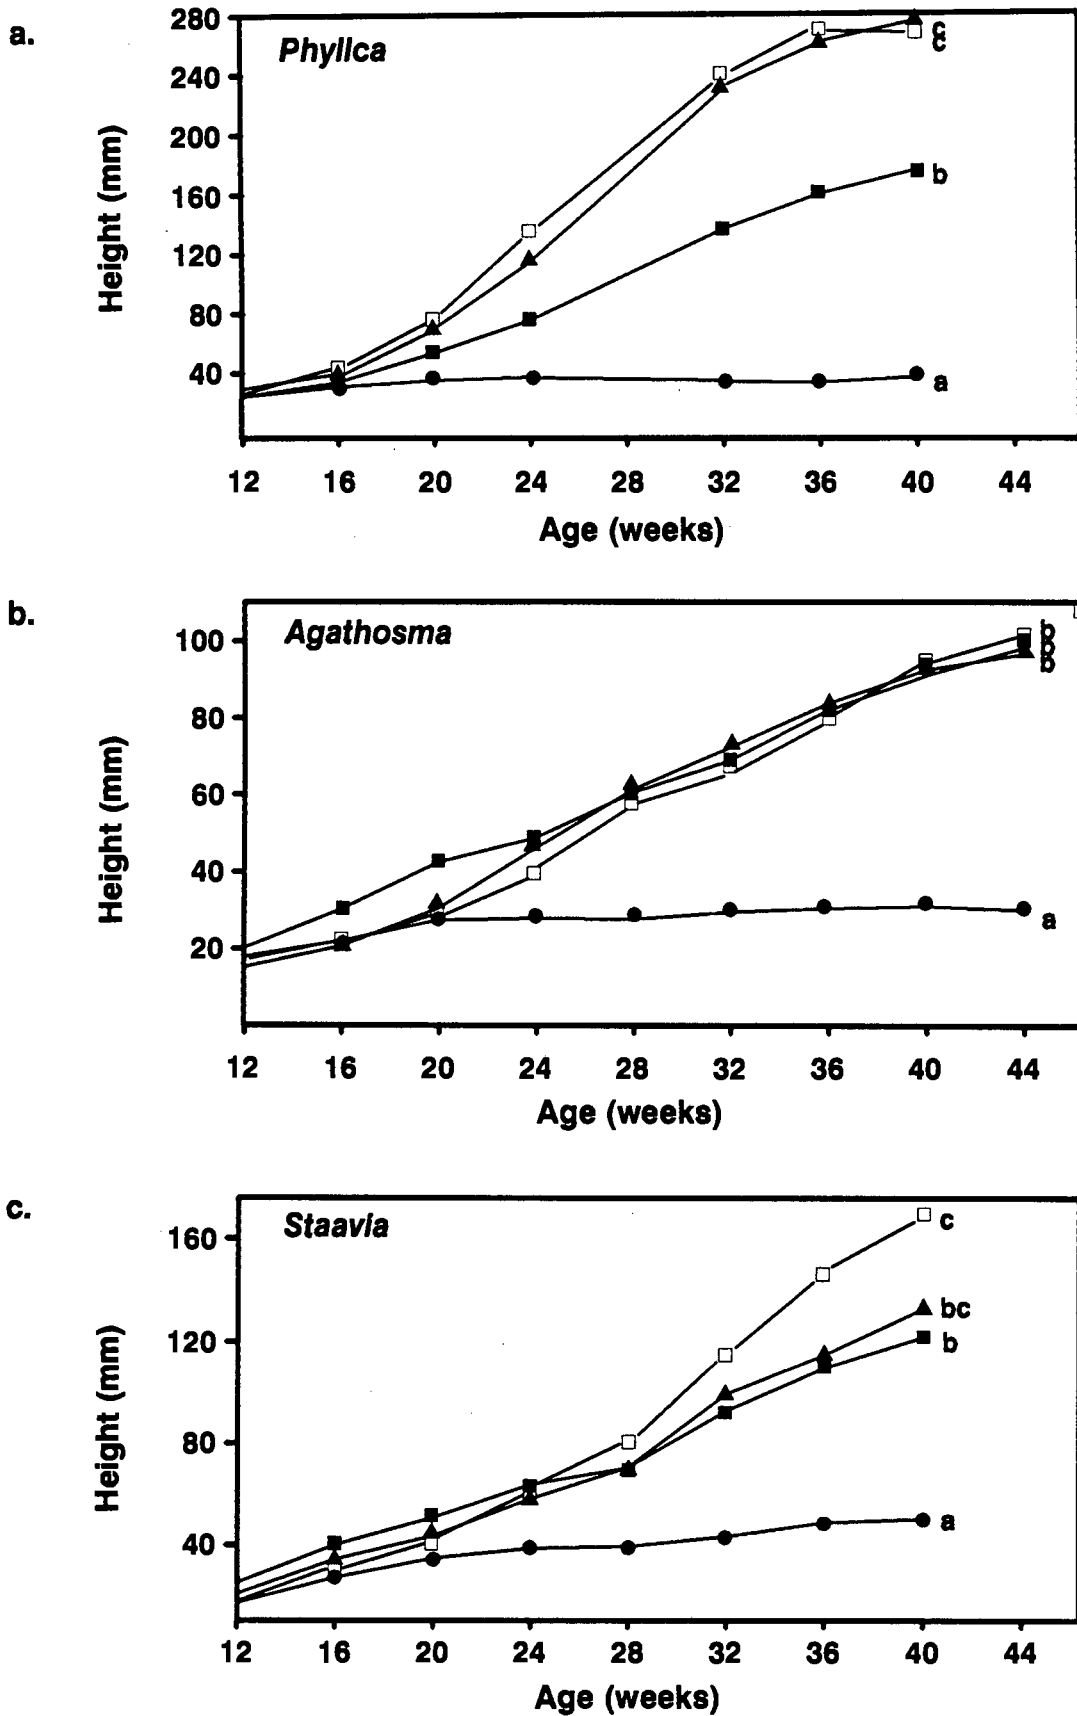 a.
Phylica
Height (mm)
280
240
200
160
120
80
40
c
c
b
a
12 16 20 24 28 32 36 40 44
Age (weeks)
b.
Agathosma
Height (mm)
100
80
60
40
20
b
b
b
a
12 16 20 24 28 32 36 40 44
Age (weeks)
c.
Staavia
Height (mm)
160
120
80
40
c
bc
b
a
12 16 20 24 28 32 36 40 44
Age (weeks)